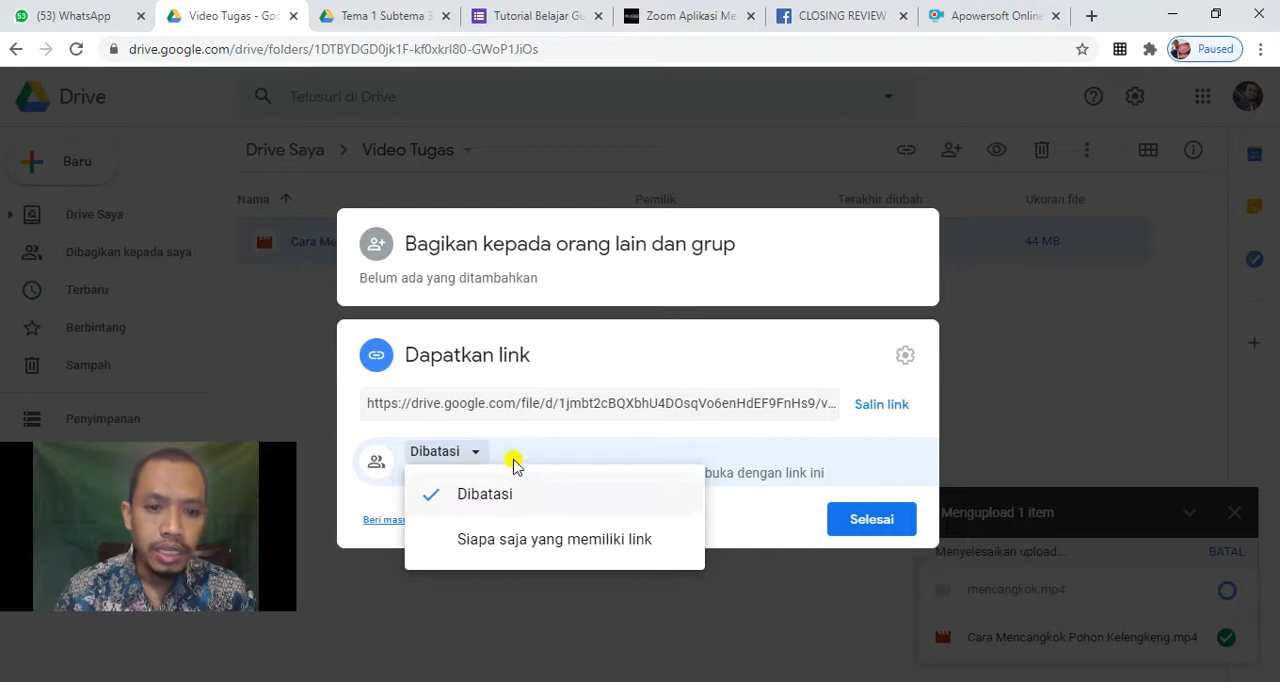 (53) WhatsApp
Video Tugas - Goo
Tema 1 Subtema 3
Tutorial Belajar Gu
Zoom Aplikasi Me
CLOSING REVIEW
Apowersoft Online
drive.google.com/drive/folders/1DTBYDGD0jk1F-kf0xkrl80-GWoP1JiOs
Paused
Drive
Telusuri di Drive
Baru
Drive Saya > Video Tugas
Nama
Pemilik
Terakhir diubah
Ukuran file
Drive Saya
Cara Me
44 MB
Dibagikan kepada saya
Terbaru
Berbintang
Sampah
Penyimpanan
Bagikan kepada orang lain dan grup
Belum ada yang ditambahkan
Dapatkan link
https://drive.google.com/file/d/1jmbt2cBQXbhU4DOsqVo6enHdEF9FnHs9/v...
Salin link
Dibatasi
buka dengan link ini
Dibatasi
Siapa saja yang memiliki link
Beri mas
Selesai
Mengupload 1 item
Menyelesaikan upload...
BATAL
mencangkok.mp4
Cara Mencangkok Pohon Kelengkeng.mp4